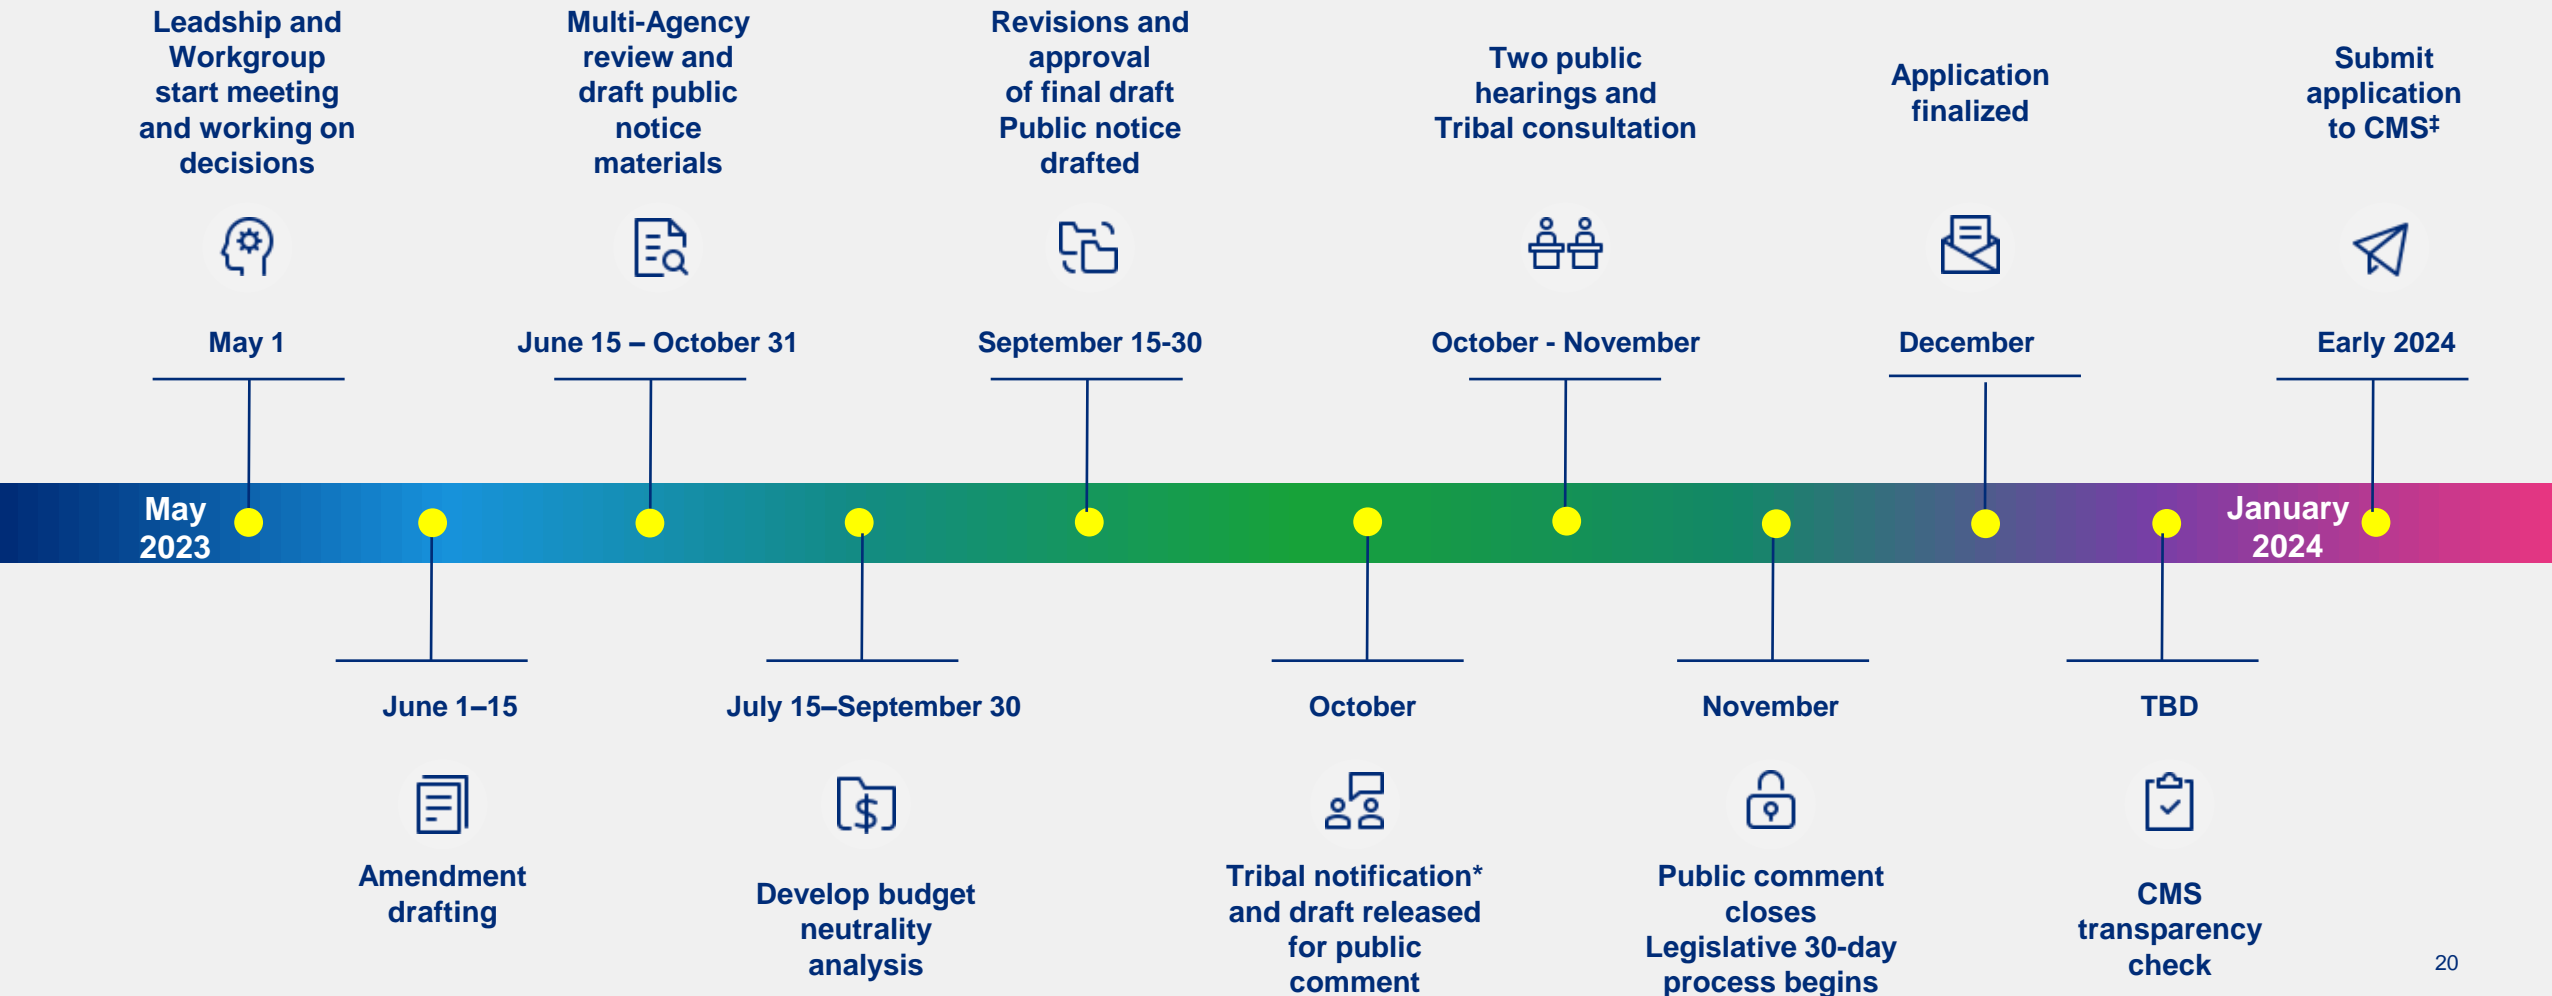 Leadship and
Workgroup
start meeting
and working on
decisions
May 1
Multi-Agency
review and
draft public
notice
materials
June 15 – October 31
Revisions and
approval
of final draft
Public notice
drafted
September 15-30
Two public
hearings and
Tribal consultation
October - November
Application
finalized
December
Submit
application
to CMS‡
Early 2024
May
2023
January
2024
June 1–15
Amendment
drafting
July 15–September 30
$
Develop budget
neutrality
analysis
October
Tribal notification*
and draft released
for public
comment
November
Public comment
closes
Legislative 30-day
process begins
TBD
CMS
transparency
check
20